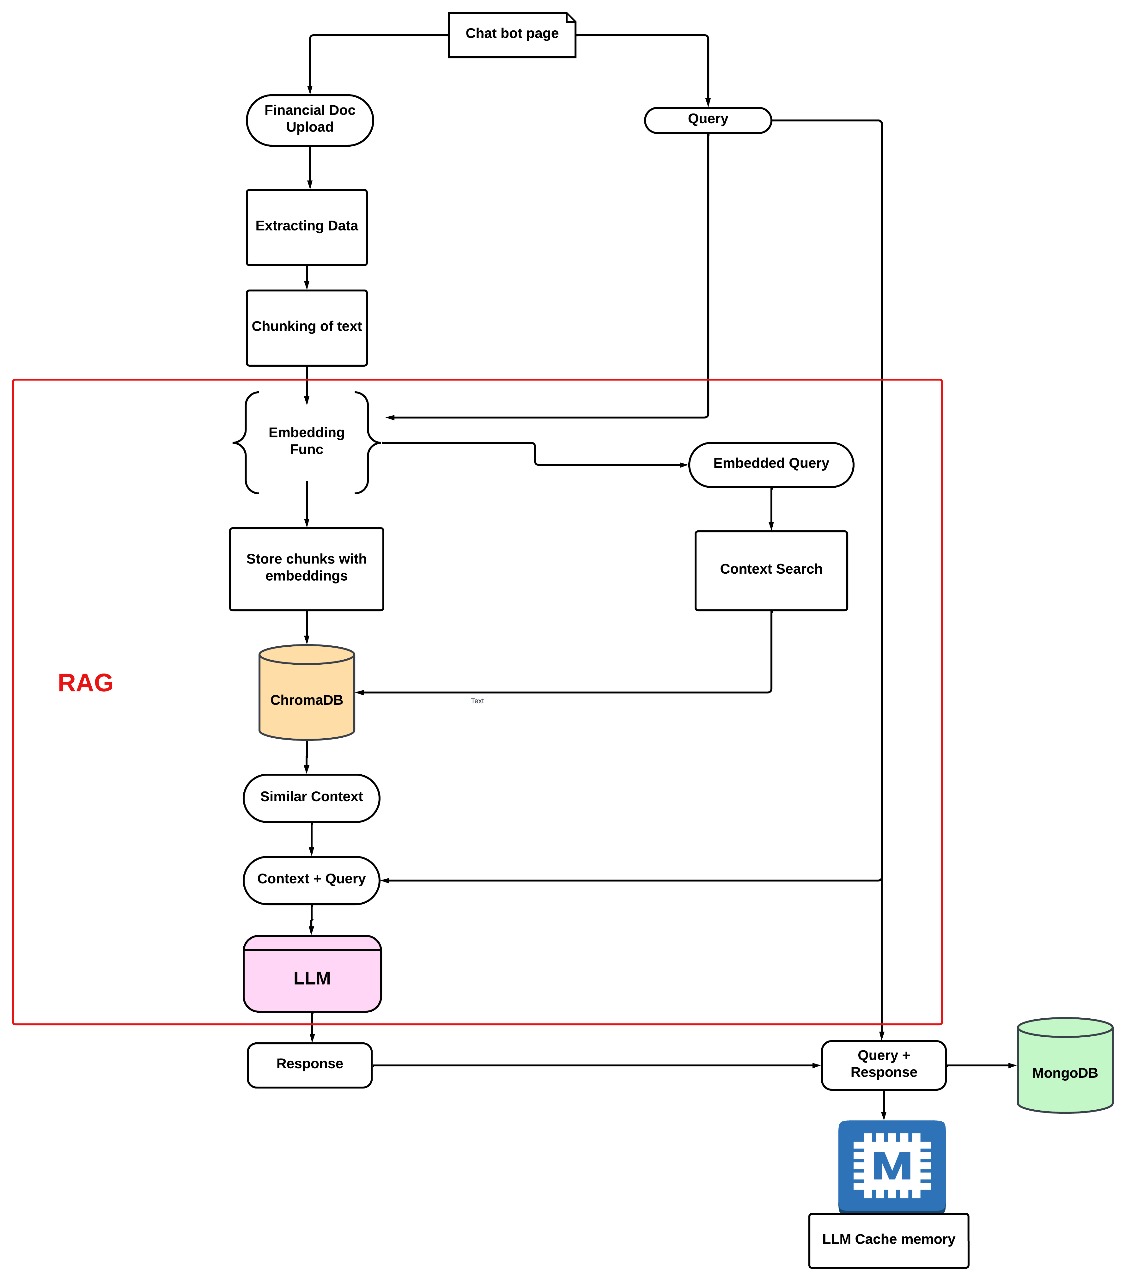 Chat bot page
Financial Doc
Upload
Query
Extracting Data
Chunking of text
Embedding
Func
Embedded Query
Store chunks with
embeddings
Context Search
RAG
ChromaDB
Text
Similar Context
Context + Query
LLM
Response
Query +
Response
MongoDB
M
LLM Cache memory